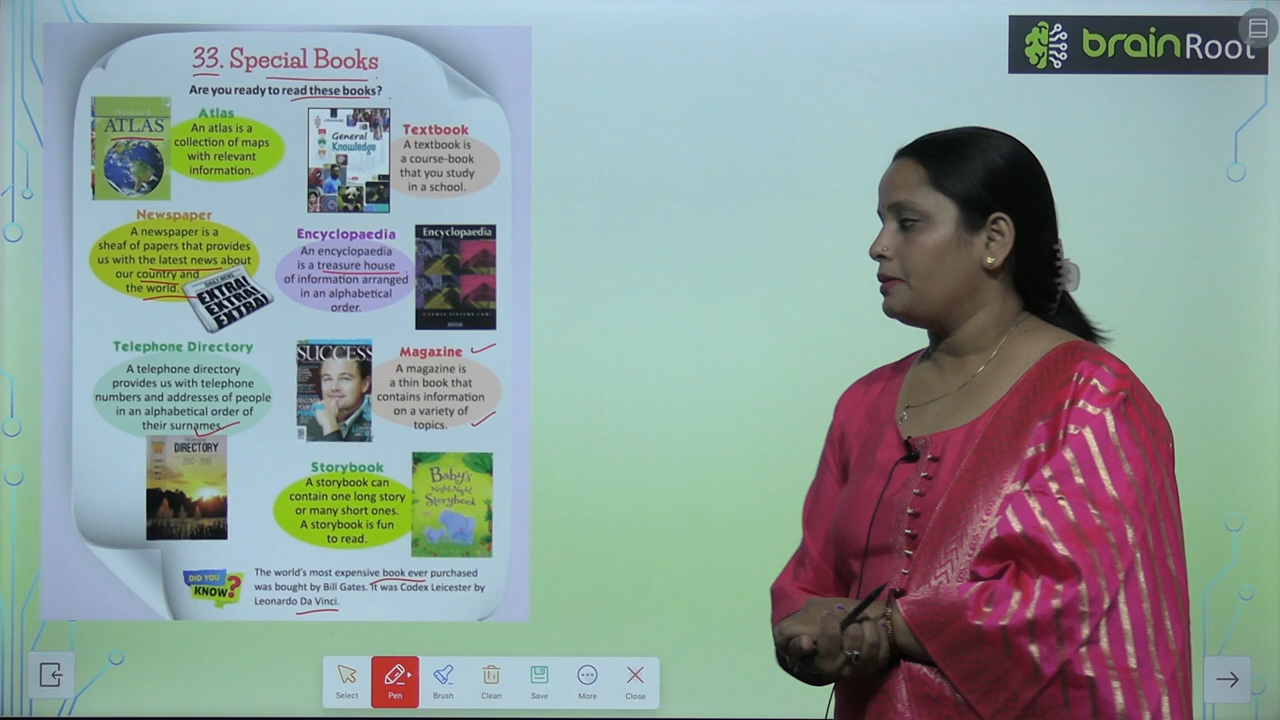 33. Special Books
Are you ready to read these books?
Atlas
An atlas is a
collection of maps
with relevant
information.
ATLAS
General
Knowledge
Textbook
A textbook is
a course-book
that you study
in a school.
Newspaper
A newspaper is a
sheaf of papers that provides
us with the latest news about
our country and
the world.
EXTRA!
EXTRA!
EXTRA!
Encyclopaedia
An encyclopaedia
is a treasure house
of information arranged
in an alphabetical
order.
Encyclopaedia
Telephone Directory
A telephone directory
provides us with telephone
numbers and addresses of people
in an alphabetical order of
their surnames.
DIRECTORY
SUCCESS
Magazine
A magazine is
a thin book that
contains information
on a variety of
topics.
Storybook
A storybook can
contain one long story
or many short ones.
A storybook is fun
to read.
Baby's
Night-Night
Storybook
DID YOU
KNOW?
The world's most expensive book ever purchased
was bought by Bill Gates. It was Codex Leicester by
Leonardo Da Vinci.
brain Root
Select
Pen
Brush
Clean
Save
More
Close